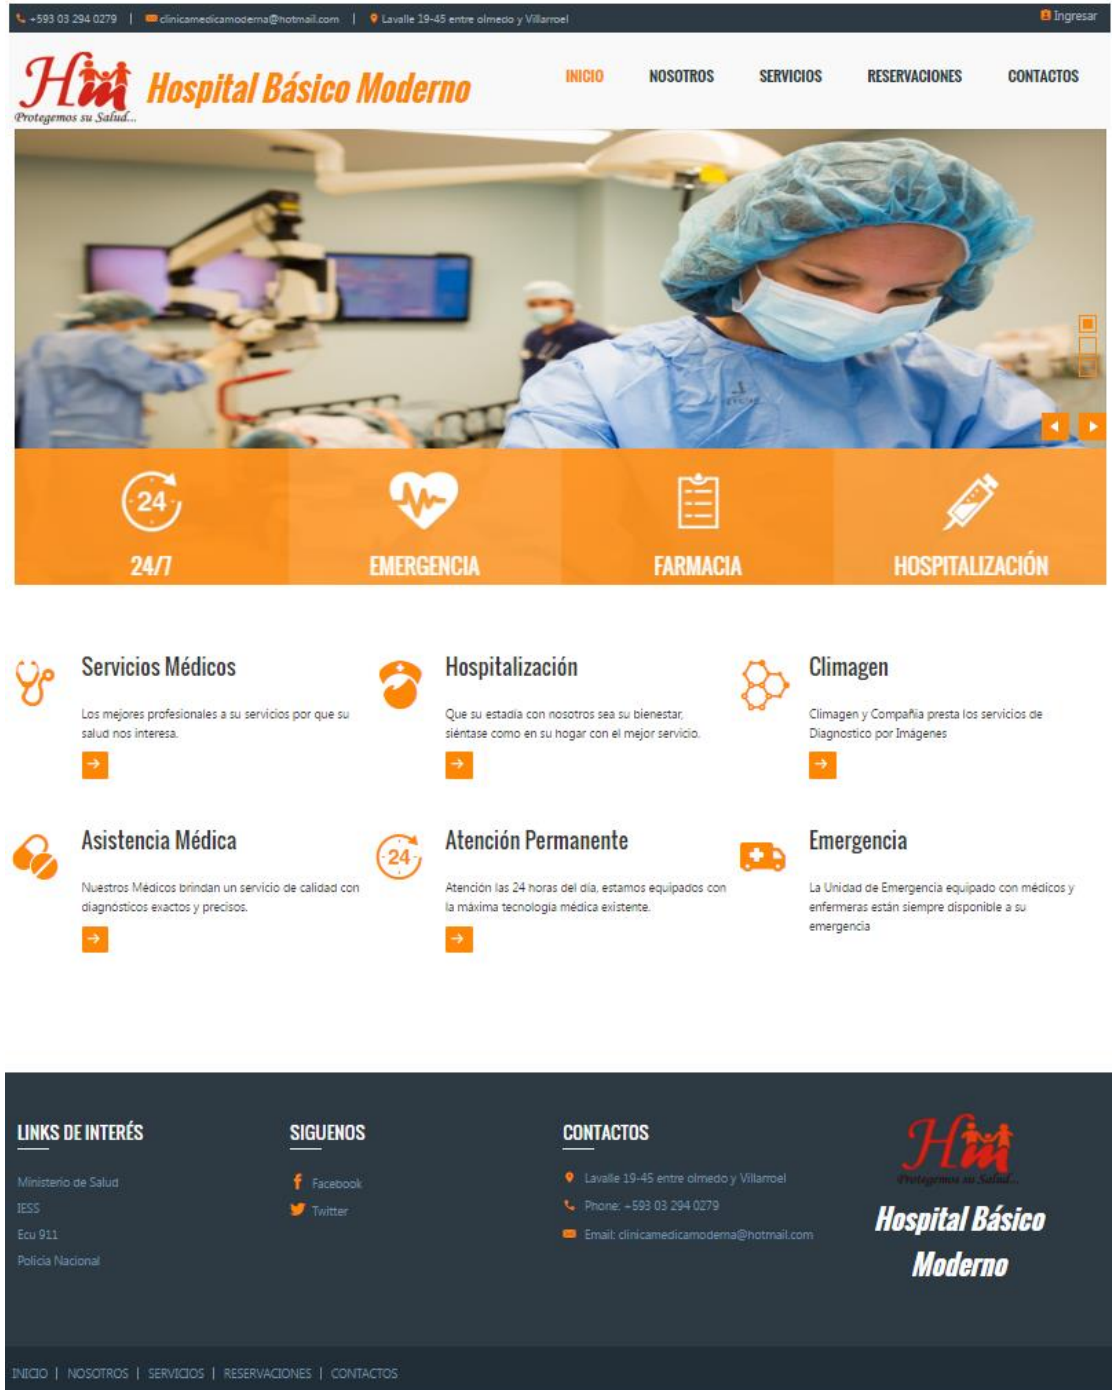 +593 03 294 0279 | clinicamedicamoderna@hotmail.com | Lavalle 19-45 entre olmedo y Villarroel
Ingresar
Hm
Protegemos su Salud...
Hospital Básico Moderno
INICIO NOSOTROS SERVICIOS RESERVACIONES CONTACTOS
24
24/7 EMERGENCIA FARMACIA HOSPITALIZACIÓN
Servicios Médicos
Los mejores profesionales a su servicios por que su
salud nos interesa.
Hospitalización
Que su estadía con nosotros sea su bienestar,
siéntase como en su hogar con el mejor servicio.
Climagen
Climagen y Compañia presta los servicios de
Diagnostico por Imágenes
Asistencia Médica
Nuestros Médicos brindan un servicio de calidad con
diagnósticos exactos y precisos.
24
Atención Permanente
Atención las 24 horas del día, estamos equipados con
la máxima tecnología médica existente.
Emergencia
La Unidad de Emergencia equipado con médicos y
enfermeras están siempre disponible a su
emergencia
LINKS DE INTERÉS
Ministerio de Salud
IESS
Ecu 911
Policia Nacional
SIGUENOS
Facebook
Twitter
CONTACTOS
Lavalle 19-45 entre olmedo y Villarroel
Phone: +593 03 294 0279
Email: clinicamedicamoderna@hotmail.com
Hm
Protegemos su Salud...
Hospital Básico
Moderno
INICIO | NOSOTROS | SERVICIOS | RESERVACIONES | CONTACTOS